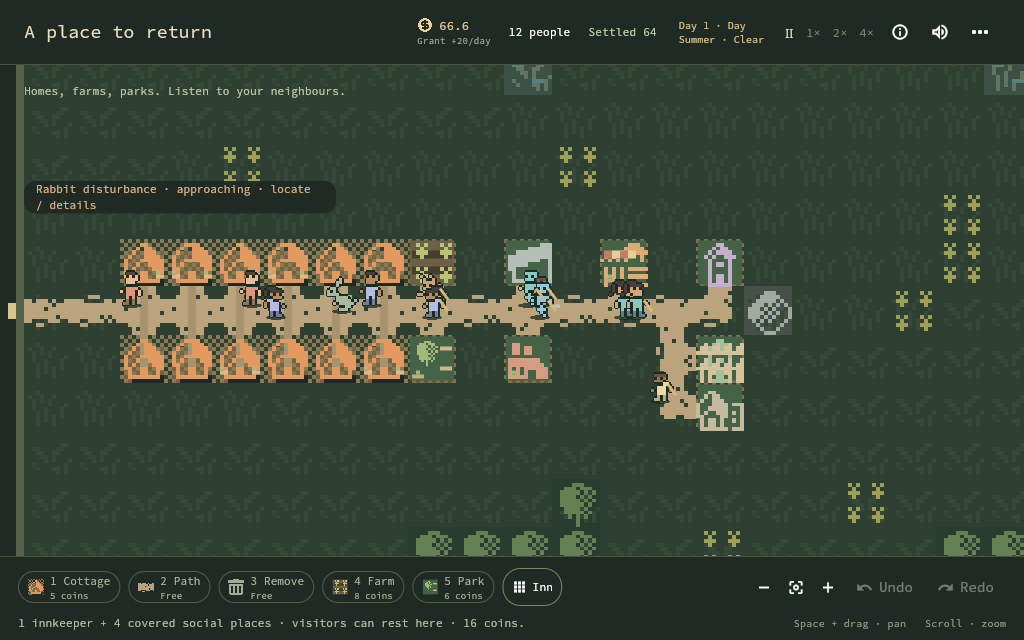 A place to return
66.6
Grant +20/day
12 people
Settled 64
Day 1 · Day
Summer · Clear
II 1× 2× 4×
Homes, farms, parks. Listen to your neighbours.
Rabbit disturbance · approaching · locate
/ details
1 Cottage
5 coins
2 Path
Free
3 Remove
Free
4 Farm
8 coins
5 Park
6 coins
Inn
Undo
Redo
1 innkeeper + 4 covered social places · visitors can rest here · 16 coins.
Space + drag · pan
Scroll · zoom